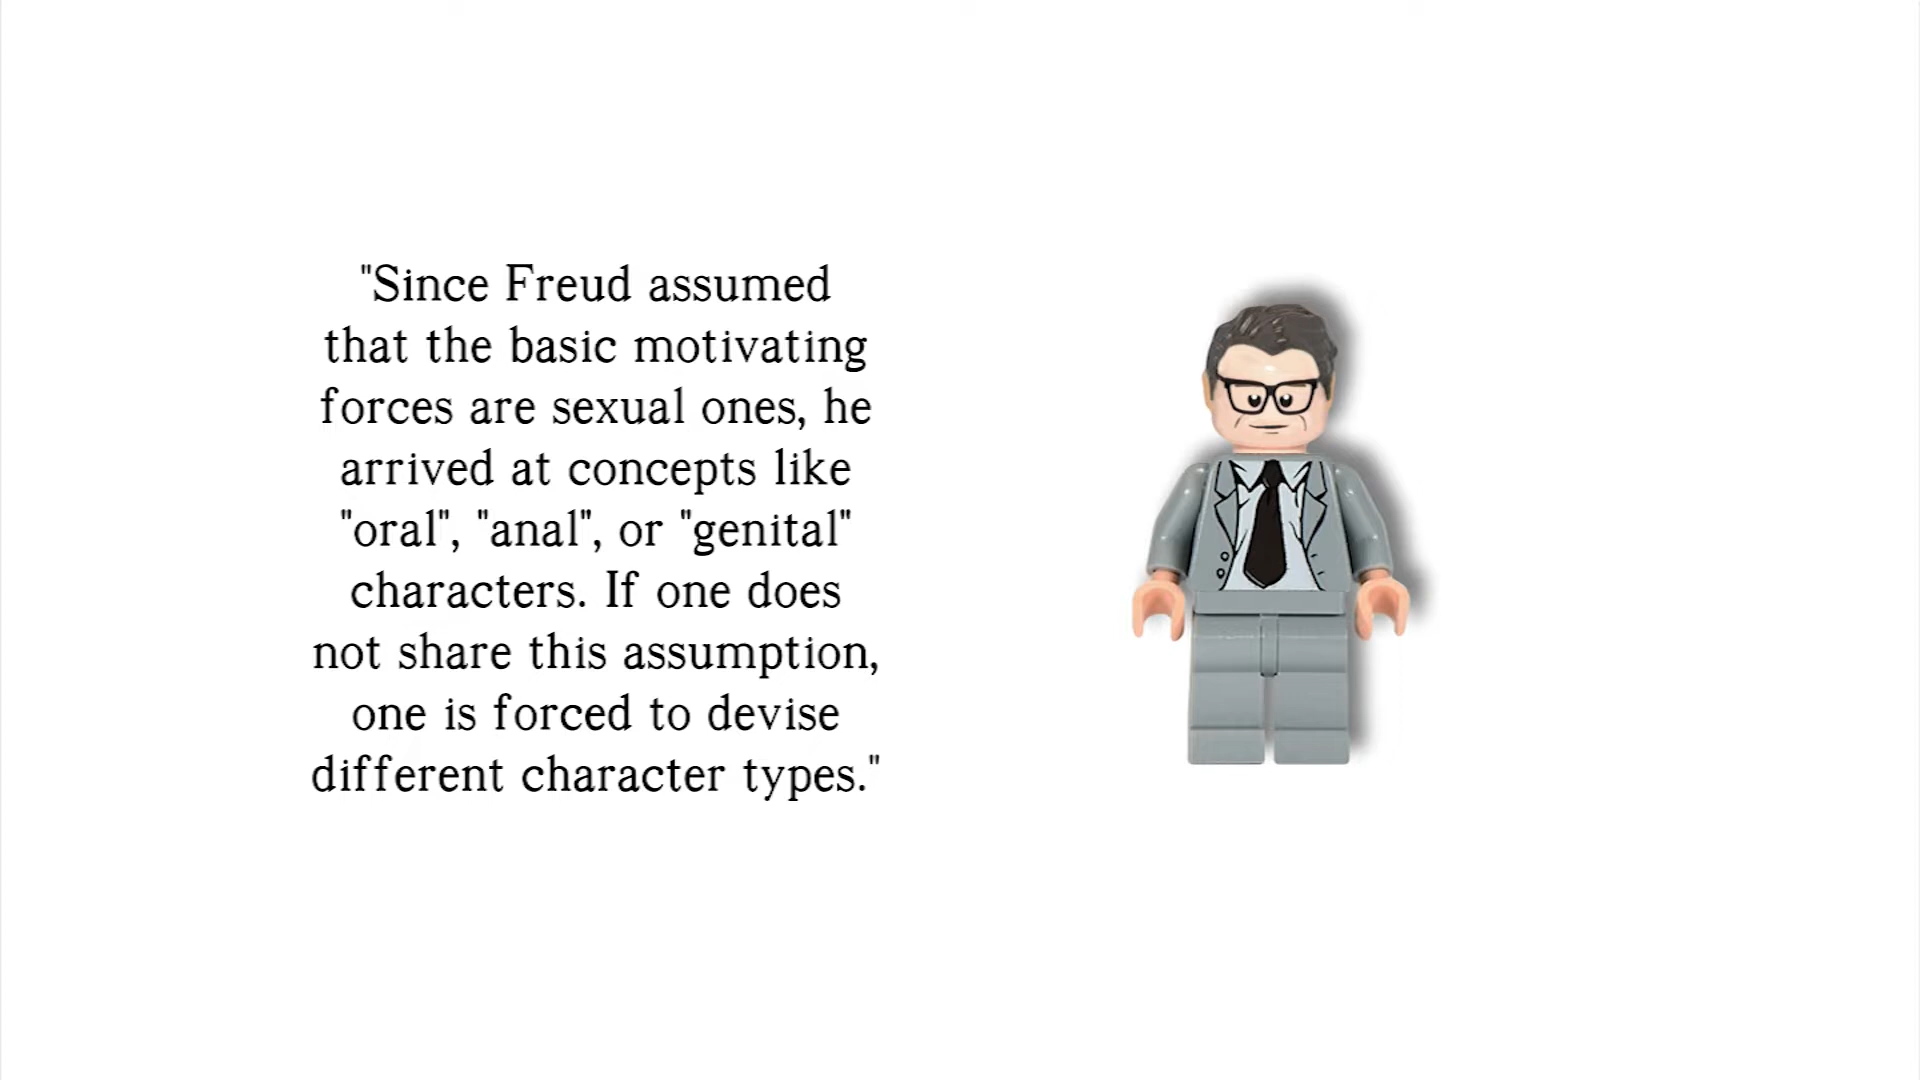 "Since Freud assumed
that the basic motivating
forces are sexual ones, he
arrived at concepts like
"oral", "anal", or "genital"
characters. If one does
not share this assumption,
one is forced to devise
different character types."